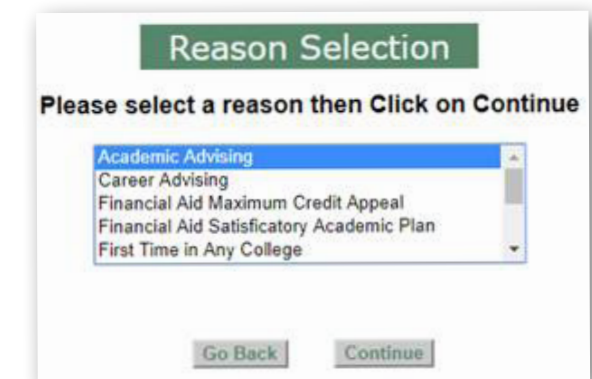 Reason Selection
Please select a reason then Click on Continue
Academic Advising
Career Advising
Financial Aid Maximum Credit Appeal
Financial Aid Satisficatory Academic Plan
First Time in Any College
Go Back Continue